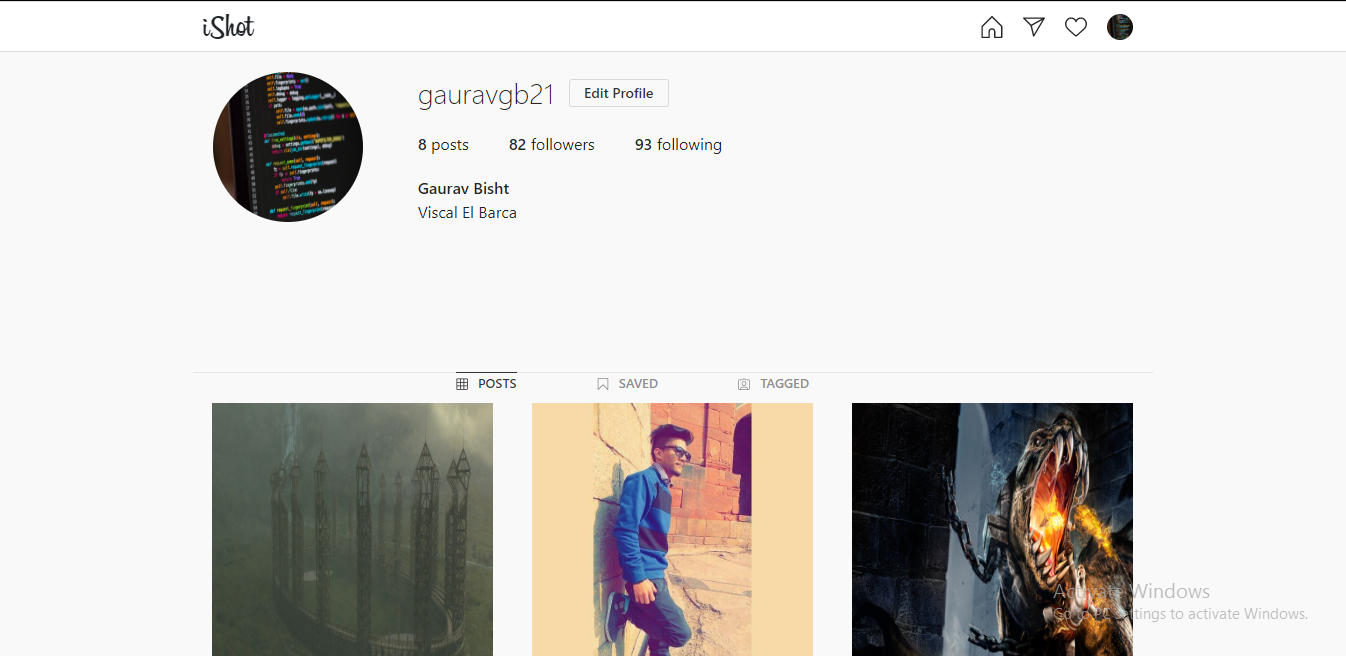 iShot
gauravgb21 Edit Profile
8 posts 82 followers 93 following
Gaurav Bisht
Viscal El Barca
POSTS SAVED TAGGED
Activate Windows
Go to PC settings to activate Windows.